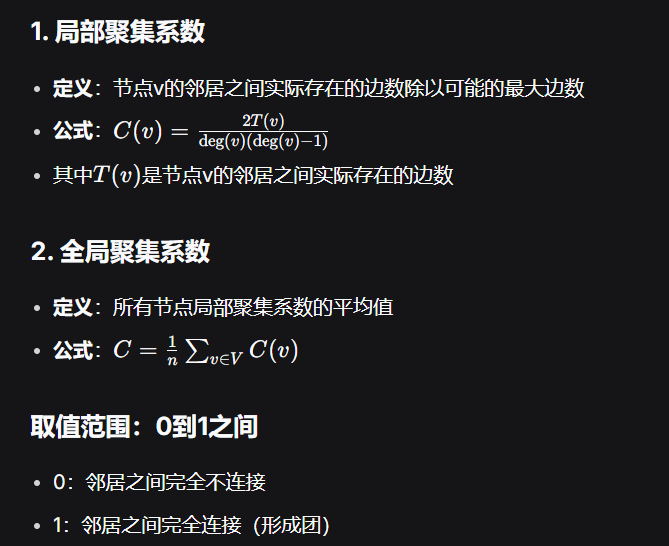 1. 局部聚集系数
• 定义：节点v的邻居之间实际存在的边数除以可能的最大边数
• 公式：C(v) = \frac{2T(v)}{\deg(v)(\deg(v)-1)}
• 其中T(v)是节点v的邻居之间实际存在的边数
2. 全局聚集系数
• 定义：所有节点局部聚集系数的平均值
• 公式：C = \frac{1}{n} \sum_{v∈V} C(v)
取值范围：0到1之间
• 0：邻居之间完全不连接
• 1：邻居之间完全连接（形成团）